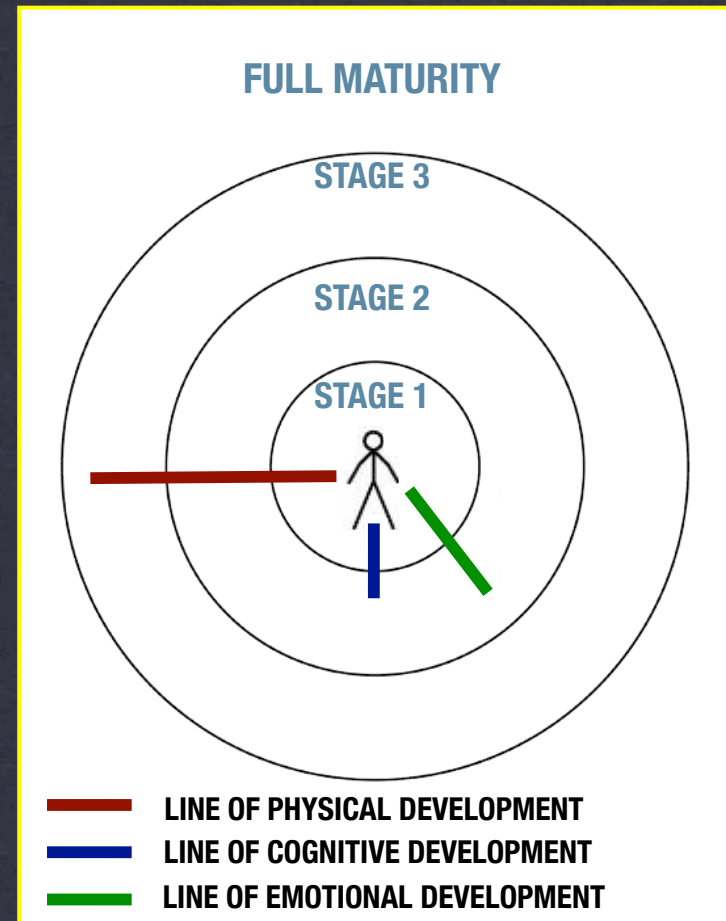 FULL MATURITY
STAGE 3
STAGE 2
STAGE 1
LINE OF PHYSICAL DEVELOPMENT
LINE OF COGNITIVE DEVELOPMENT
LINE OF EMOTIONAL DEVELOPMENT